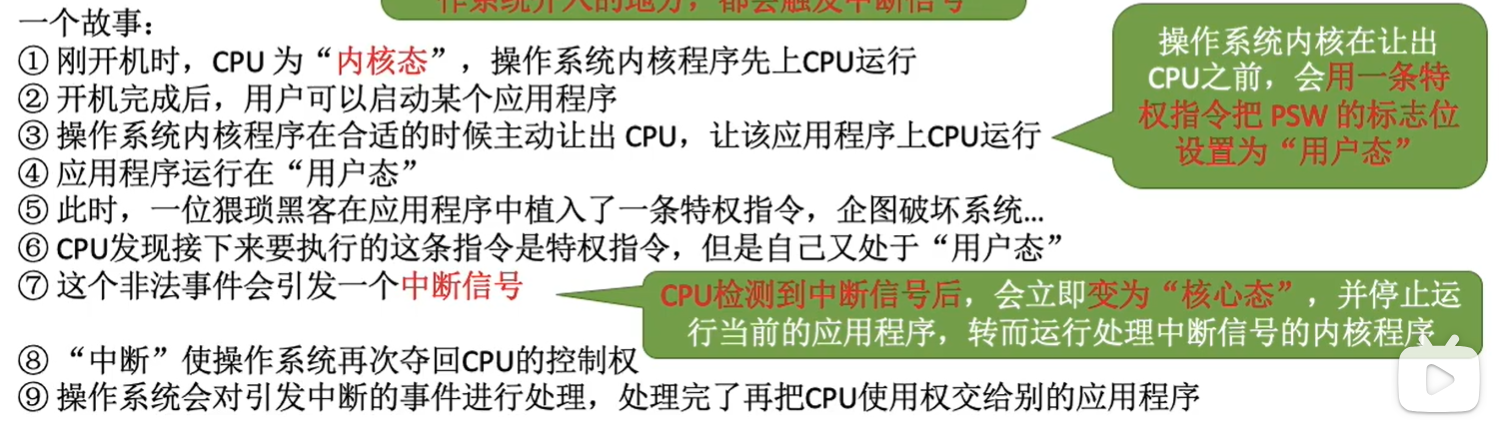 作系统介入的地方，都会触发中断信号
一个故事：
① 刚开机时，CPU 为“内核态”，操作系统内核程序先上CPU运行
② 开机完成后，用户可以启动某个应用程序
③ 操作系统内核程序在合适的时候主动让出 CPU，让该应用程序上CPU运行
操作系统内核在让出
CPU之前，会用一条特
权指令把 PSW 的标志位
设置为“用户态”
④ 应用程序运行在“用户态”
⑤ 此时，一位猥琐黑客在应用程序中植入了一条特权指令，企图破坏系统...
⑥ CPU发现接下来要执行的这条指令是特权指令，但是自己又处于“用户态”
⑦ 这个非法事件会引发一个中断信号
CPU检测到中断信号后，会立即变为“核心态”，并停止运
行当前的应用程序，转而运行处理中断信号的内核程序
⑧ “中断”使操作系统再次夺回CPU的控制权
⑨ 操作系统会对引发中断的事件进行处理，处理完了再把CPU使用权交给别的应用程序